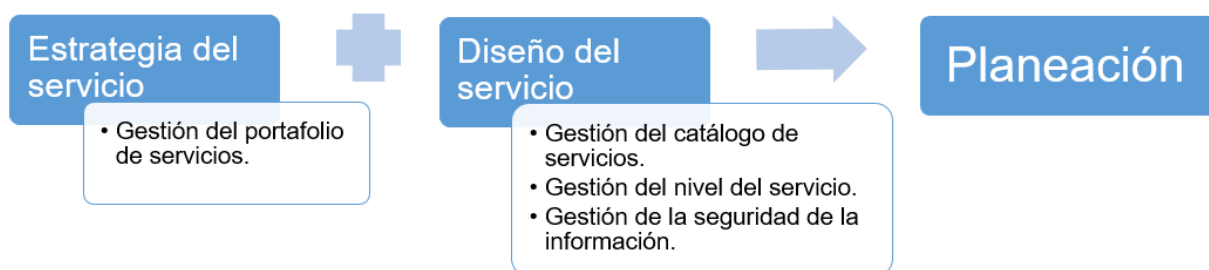 Estrategia del
servicio
• Gestión del portafolio
de servicios.
Diseño del
servicio
• Gestión del catálogo de
servicios.
• Gestión del nivel del servicio.
• Gestión de la seguridad de la
información.
Planeación